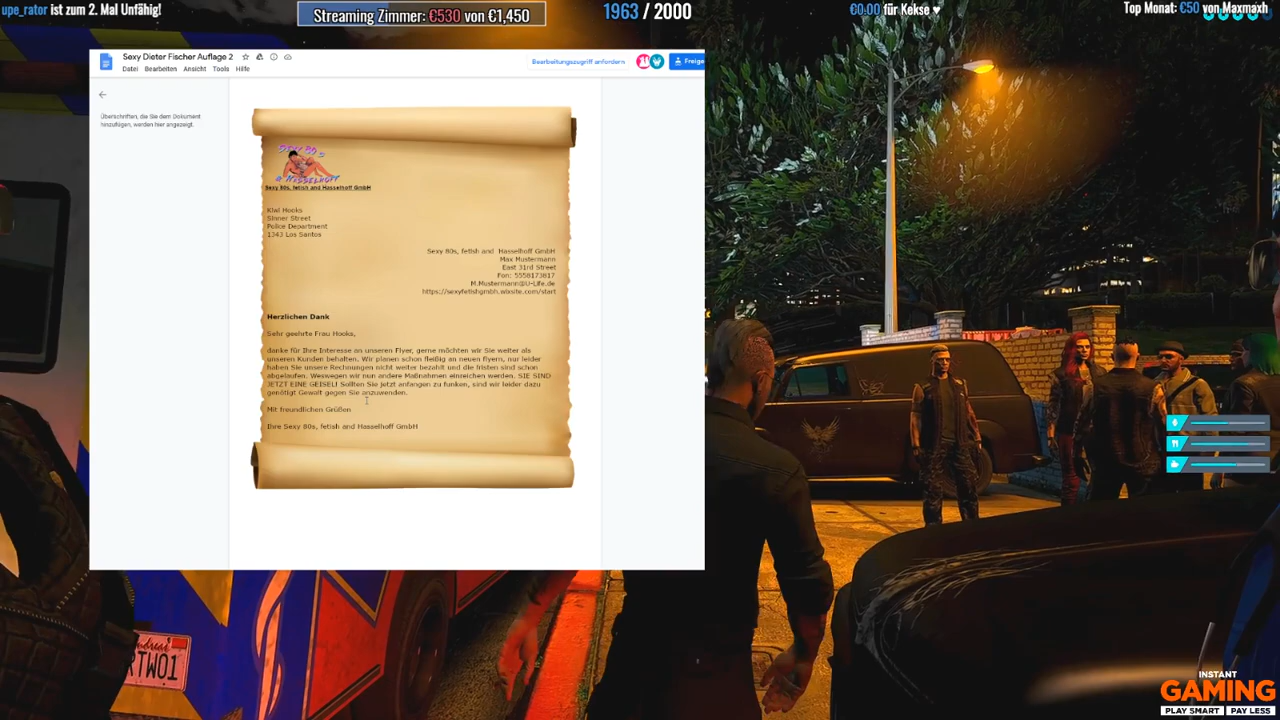 upe_rator ist zum 2. Mal Unfähig!
Streaming Zimmer: €530 von €1,450
1963 / 2000
€0.00 für Kekse ♥
Top Monat: €50 von Maxmaxh
Sexy Dieter Fischer Auflage 2
Datei Bearbeiten Ansicht Tools Hilfe
Bearbeitungszugriff anfordern
Freige
Überschriften, die Sie dem Dokument
hinzufügen, werden hier angezeigt.
Sexy 80s
Sexy 80s, fetish and Hasselhoff GmbH
Kiwi Hooks
Sinner Street
Police Department
1343 Los Santos
Sexy 80s, fetish and Hasselhoff GmbH
Max Mustermann
East 31rd Street
Fon: 5558173817
M.Mustermann@U-Life.de
https://sexyfetishgmbh.wixsite.com/start
Herzlichen Dank
Sehr geehrte Frau Hooks,
danke für Ihre Interesse an unseren Flyer, gerne möchten wir Sie weiter als
unseren Kunden behalten. Wir planen schon fleißig an neuen flyern, nur leider
haben Sie unsere Rechnungen nicht weiter bezahlt und die fristen sind schon
abgelaufen. Weswegen wir nun andere Maßnahmen einreichen werden. SIE SIND
JETZT EINE GEISEL! Sollten Sie jetzt anfangen zu funken, sind wir leider dazu
genötigt Gewalt gegen Sie anzuwenden.
Mit freundlichen Grüßen
Ihre Sexy 80s, fetish and Hasselhoff GmbH
RTW01
INSTANT
GAMING
PLAY SMART PAY LESS